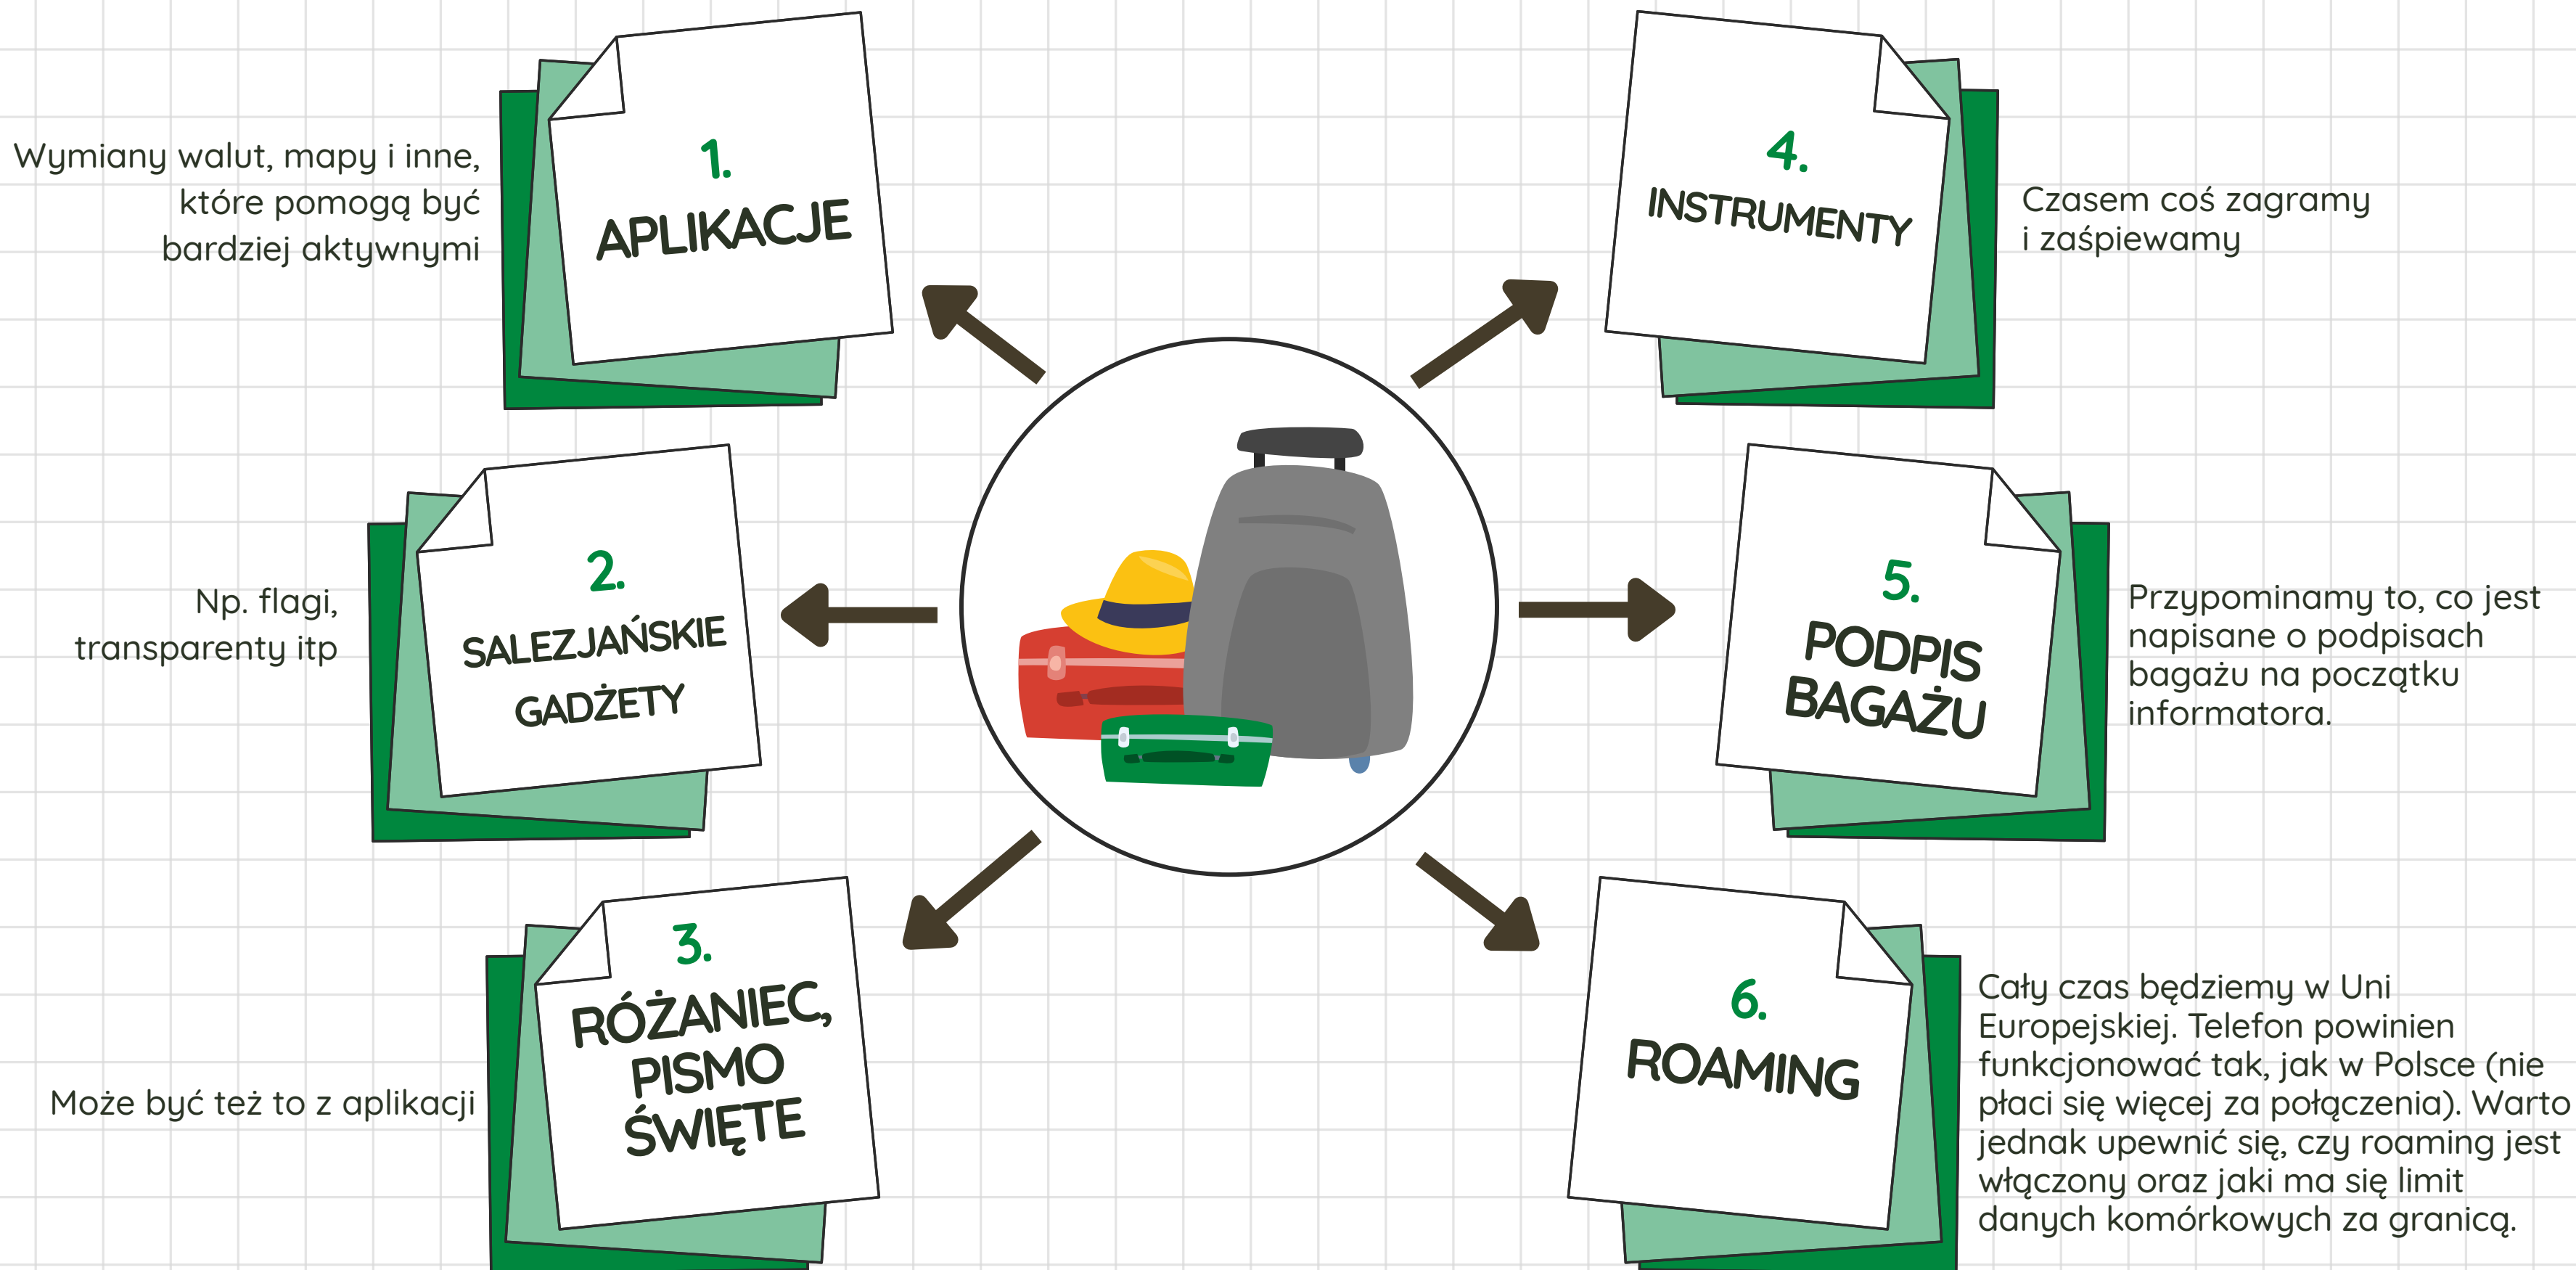 1.
APLIKACJE
Wymiany walut, mapy i inne,
które pomogą być
bardziej aktywnymi
2.
SALEZJAŃSKIE
GADŻETY
Np. flagi,
transparenty itp
3.
RÓŻANIEC,
PISMO
ŚWIĘTE
Może być też to z aplikacji
4.
INSTRUMENTY
Czasem coś zagramy
i zaśpiewamy
5.
PODPIS
BAGAŻU
Przypominamy to, co jest
napisane o podpisach
bagażu na początku
informatora.
6.
ROAMING
Cały czas będziemy w Uni
Europejskiej. Telefon powinien
funkcjonować tak, jak w Polsce (nie
płaci się więcej za połączenia). Warto
jednak upewnić się, czy roaming jest
włączony oraz jaki ma się limit
danych komórkowych za granicą.